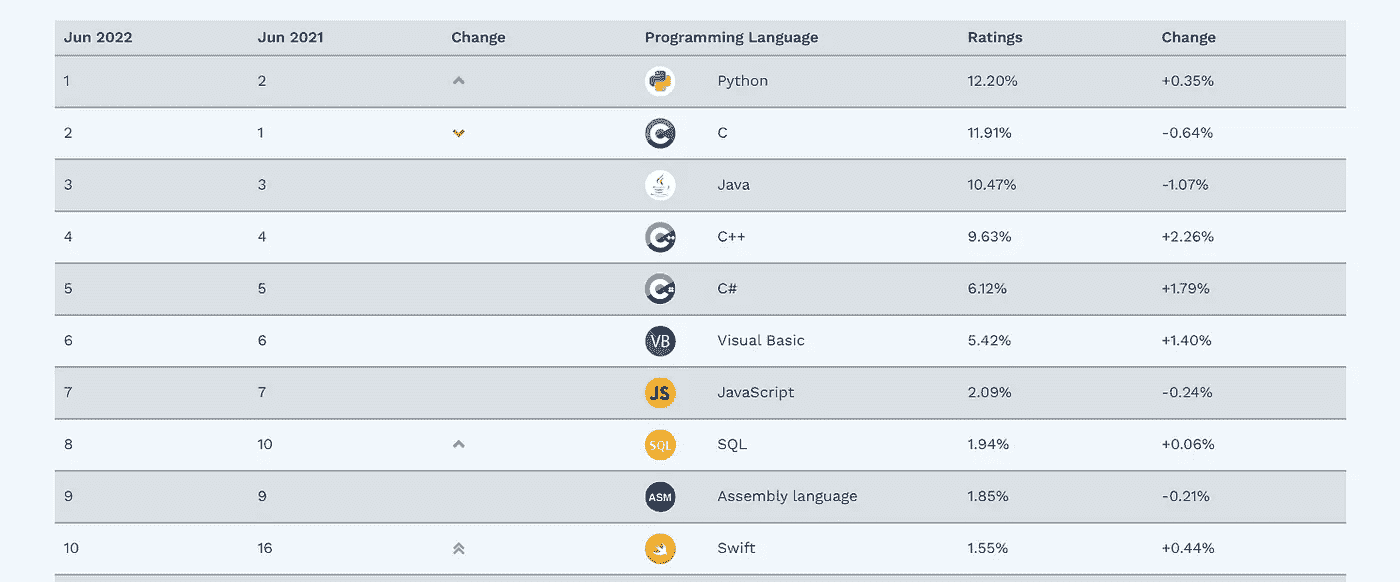 Jun 2022 Jun 2021 Change Programming Language Ratings Change
1 2 Python 12.20% +0.35%
2 1 C 11.91% -0.64%
3 3 Java 10.47% -1.07%
4 4 C++ 9.63% +2.26%
5 5 C# 6.12% +1.79%
6 6 VB Visual Basic 5.42% +1.40%
7 7 JS JavaScript 2.09% -0.24%
8 10 SQL SQL 1.94% +0.06%
9 9 ASM Assembly language 1.85% -0.21%
10 16 Swift 1.55% +0.44%